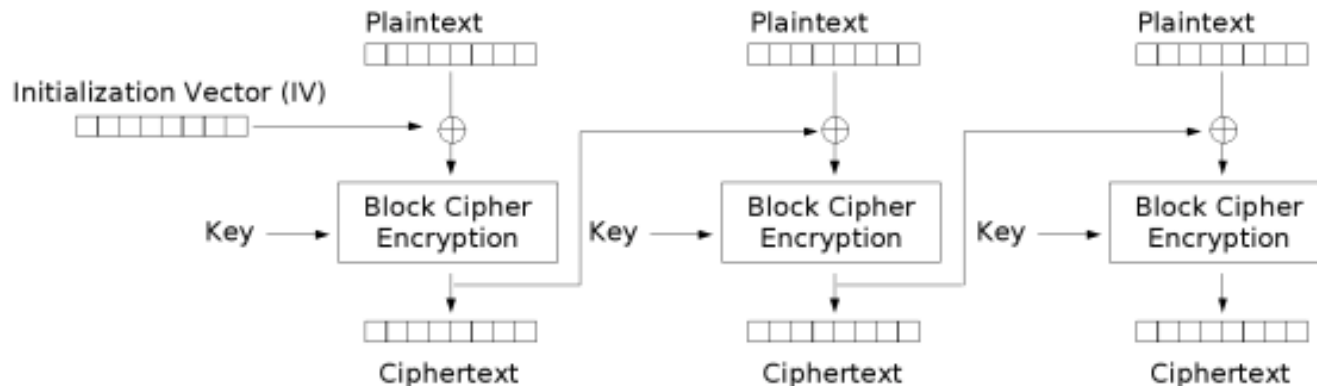 Plaintext
Plaintext
Plaintext
Initialization Vector (IV)
Block Cipher
Encryption
Block Cipher
Encryption
Block Cipher
Encryption
Key
Key
Key
Ciphertext
Ciphertext
Ciphertext